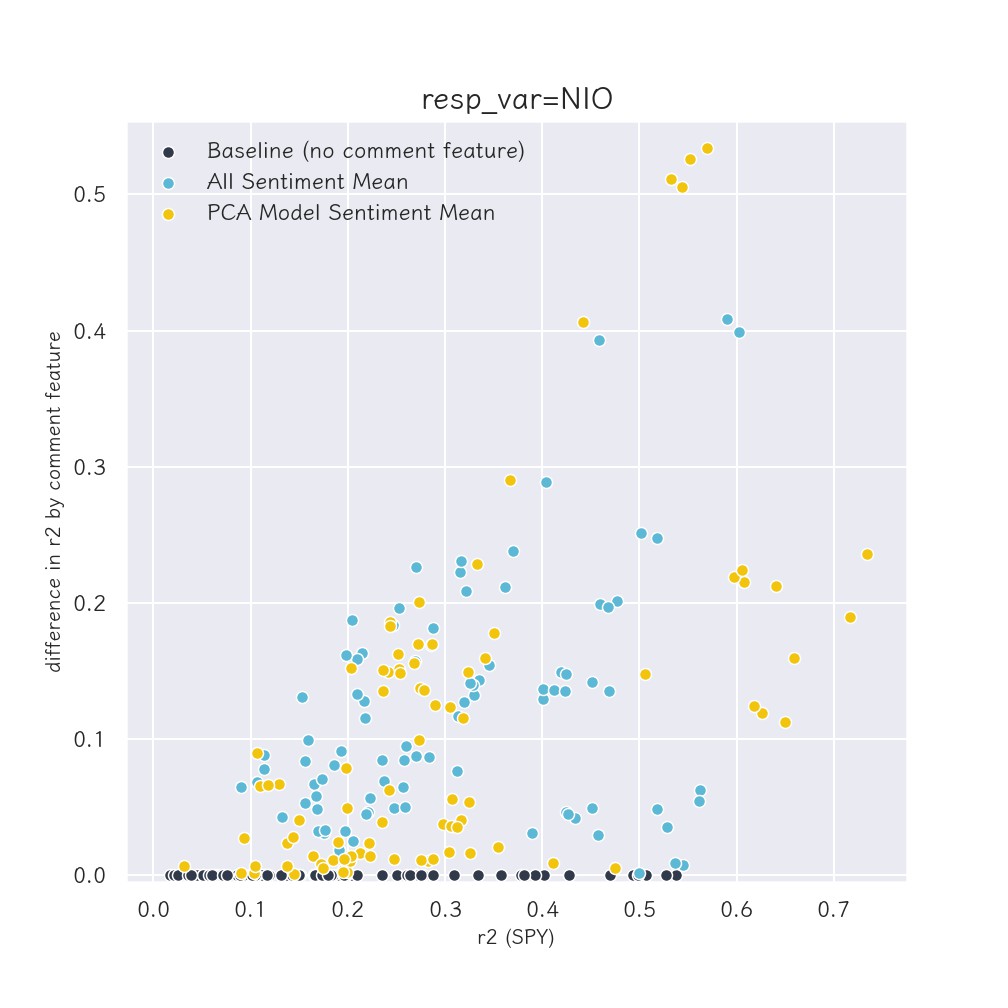 resp_var=NIO
Baseline (no comment feature)
All Sentiment Mean
PCA Model Sentiment Mean
difference in r2 by comment feature
0.5
0.4
0.3
0.2
0.1
0.0
0.0 0.1 0.2 0.3 0.4 0.5 0.6 0.7
r2 (SPY)